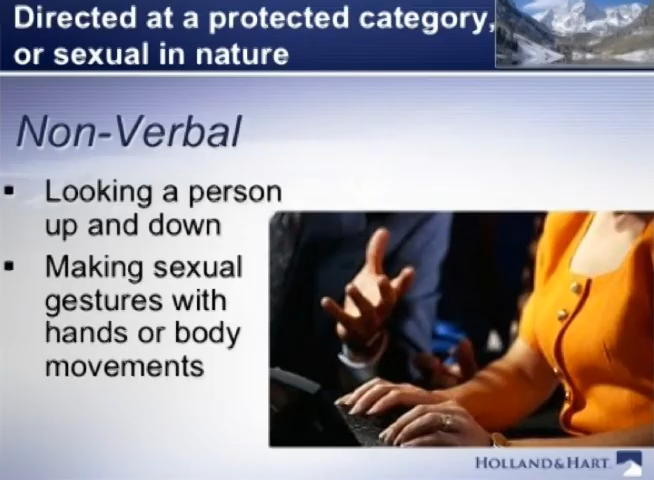 Directed at a protected category,
or sexual in nature
Non-Verbal
▪ Looking a person
up and down
▪ Making sexual
gestures with
hands or body
movements
HOLLAND & HART